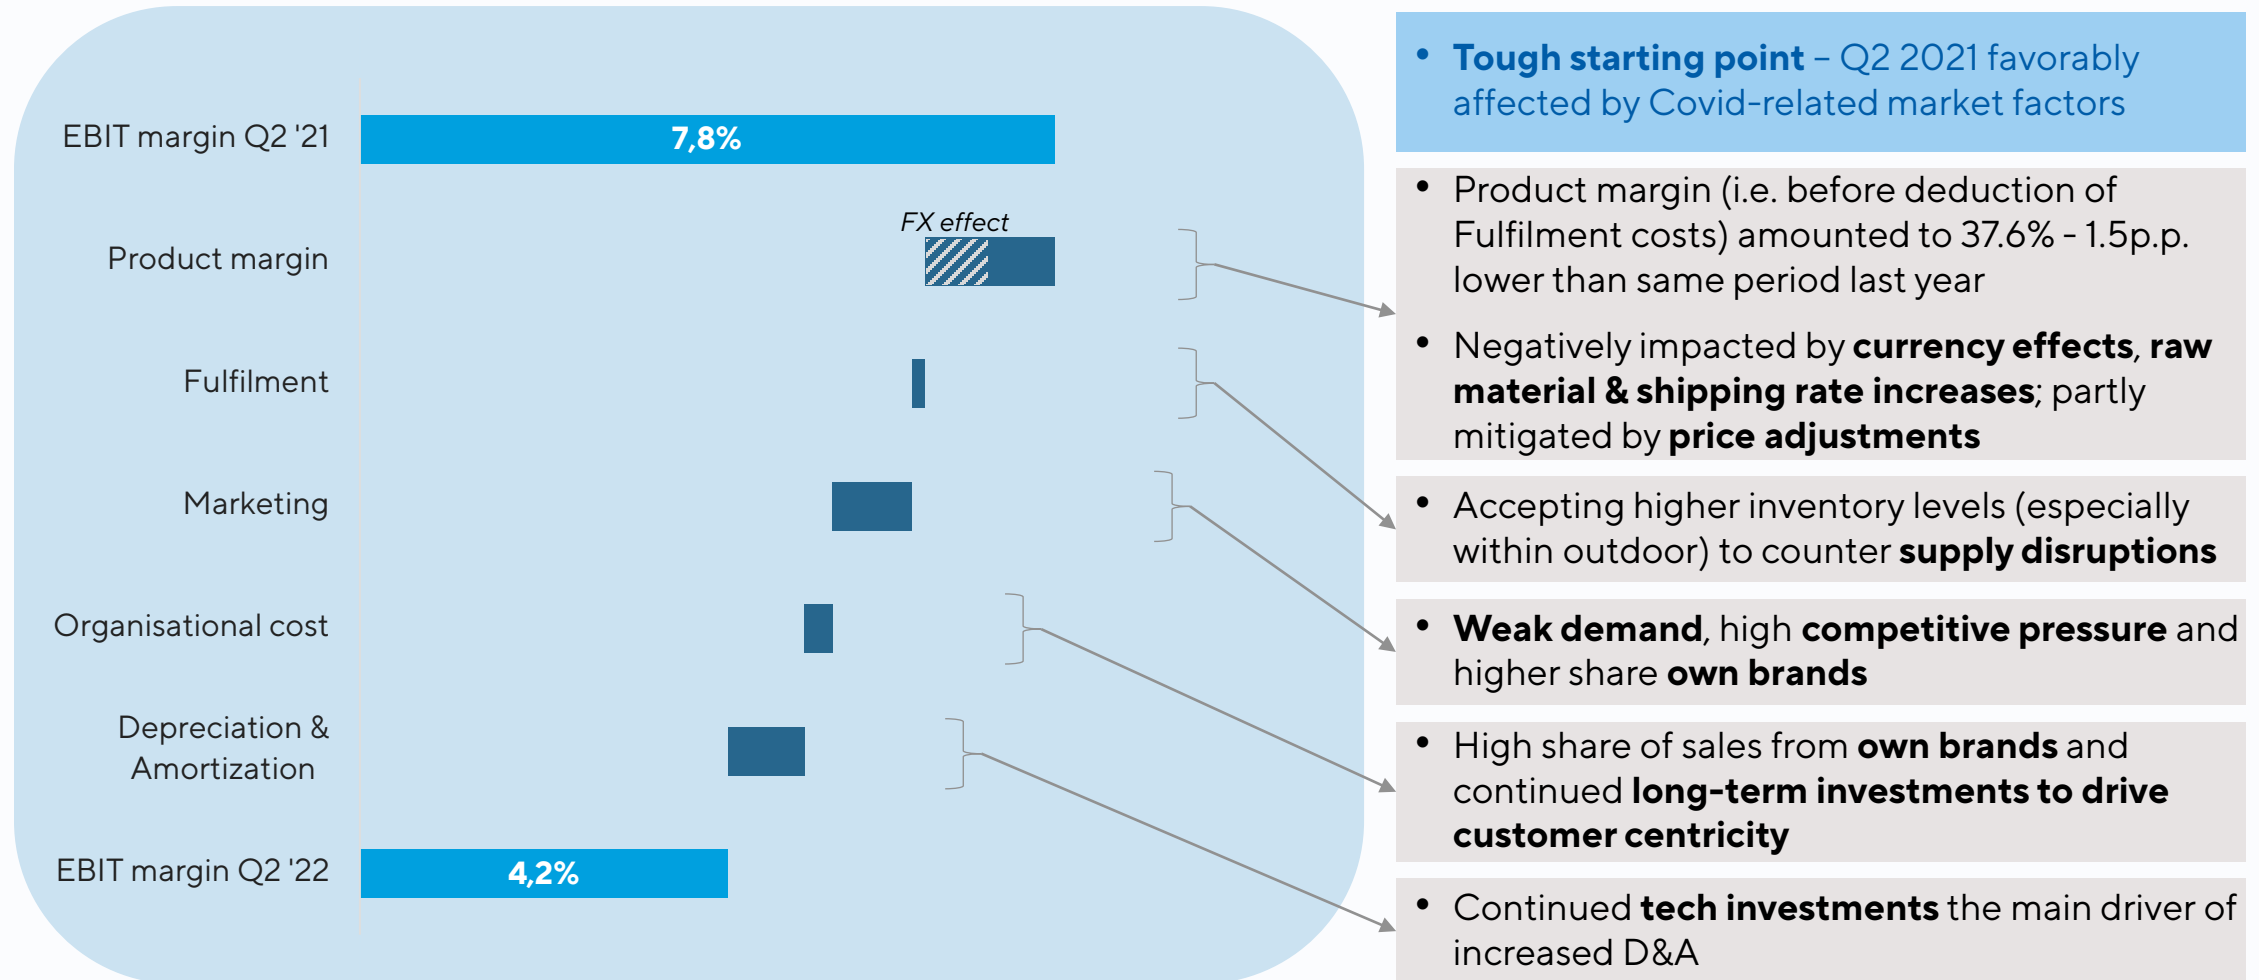 EBIT margin Q2 '21
7,8%
FX effect
Product margin
Fulfilment
Marketing
Organisational cost
Depreciation &
Amortization
EBIT margin Q2 '22
4,2%
• Tough starting point – Q2 2021 favorably
affected by Covid-related market factors
• Product margin (i.e. before deduction of
Fulfilment costs) amounted to 37.6% - 1.5p.p.
lower than same period last year
• Negatively impacted by currency effects, raw
material & shipping rate increases; partly
mitigated by price adjustments
• Accepting higher inventory levels (especially
within outdoor) to counter supply disruptions
• Weak demand, high competitive pressure and
higher share own brands
• High share of sales from own brands and
continued long-term investments to drive
customer centricity
• Continued tech investments the main driver of
increased D&A